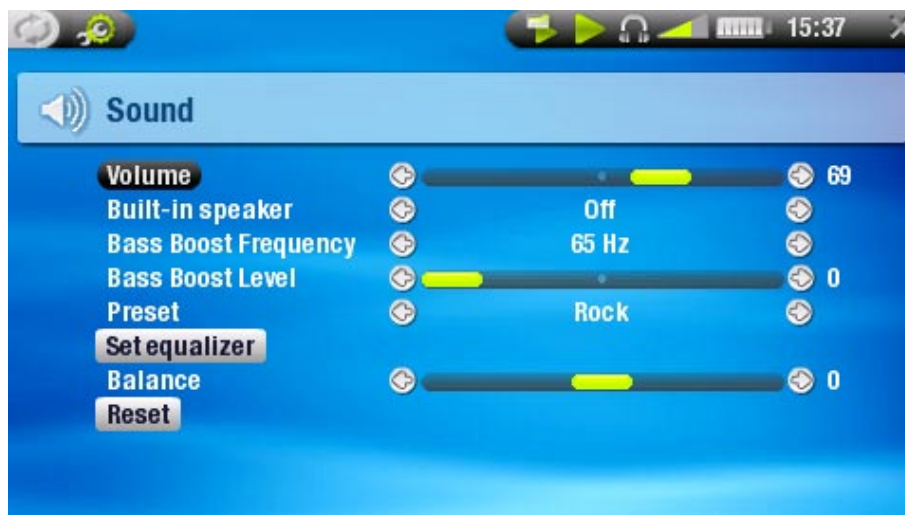 15:37
Sound
Volume 69
Built-in speaker Off
Bass Boost Frequency 65 Hz
Bass Boost Level 0
Preset Rock
Set equalizer
Balance 0
Reset